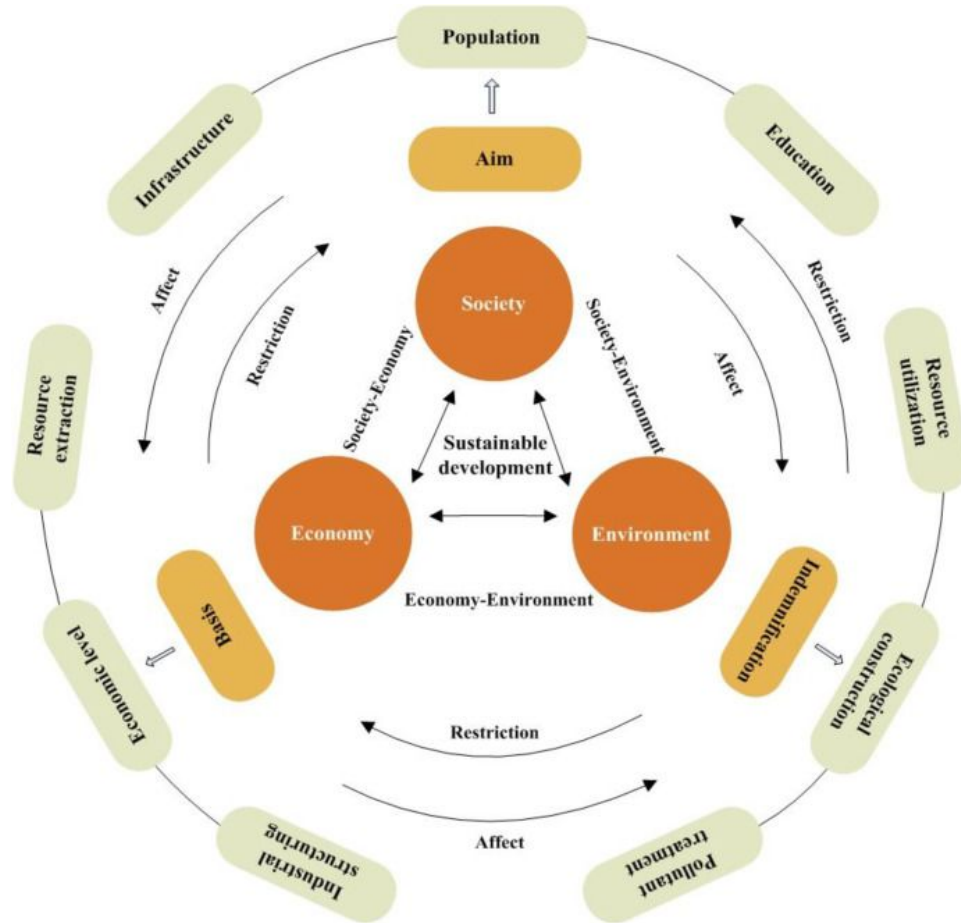 Population
Aim
Infrastructure
Education
Affect
Restriction
Restriction
Affect
Society
Society-Economy
Society-Environment
Resource
extraction
Resource
utilization
Sustainable
development
Economy
Environment
Economy-Environment
Basis
Indemnification
Economic level
Ecological
construction
Restriction
Affect
Industrial
structuring
Pollutant
treatment